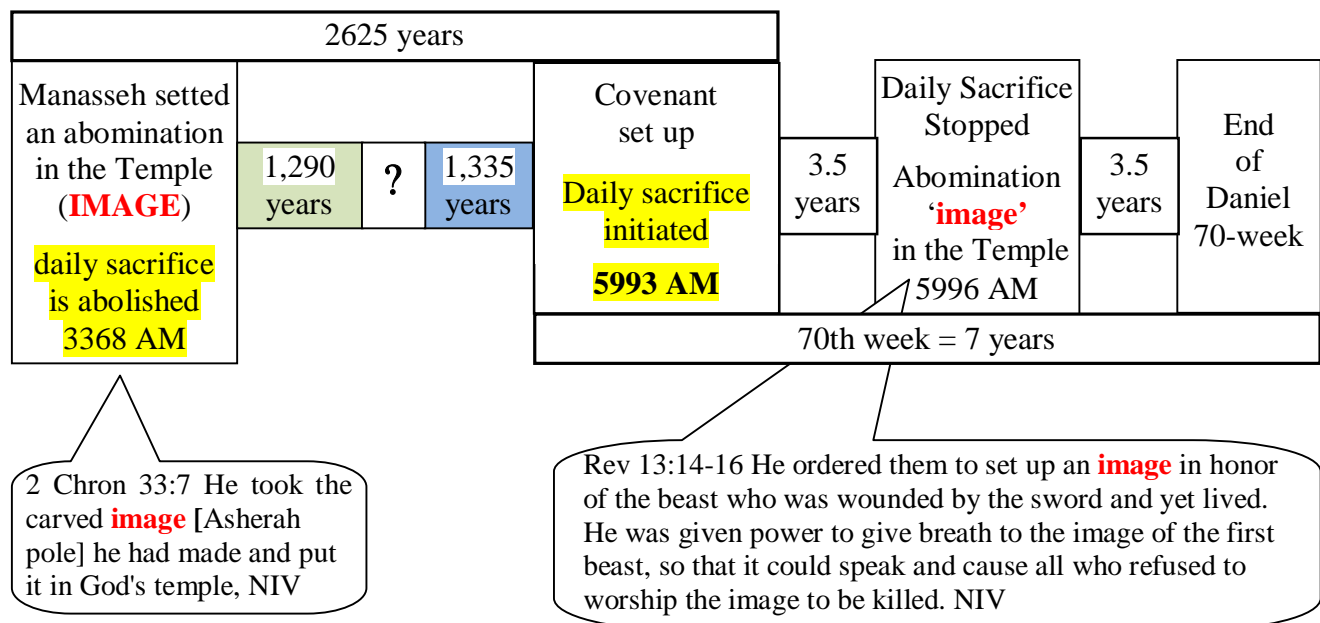 2625 years
Manasseh setted
an abomination
in the Temple
(IMAGE)
daily sacrifice
is abolished
3368 AM
1,290
years
?
1,335
years
Covenant
set up
Daily sacrifice
initiated
5993 AM
3.5
years
Daily Sacrifice
Stopped
Abomination
‘image’
in the Temple
5996 AM
3.5
years
End
of
Daniel
70-week
70th week = 7 years
2 Chron 33:7 He took the
carved image [Asherah
pole] he had made and put
it in God's temple, NIV
Rev 13:14-16 He ordered them to set up an image in honor
of the beast who was wounded by the sword and yet lived.
He was given power to give breath to the image of the first
beast, so that it could speak and cause all who refused to
worship the image to be killed. NIV